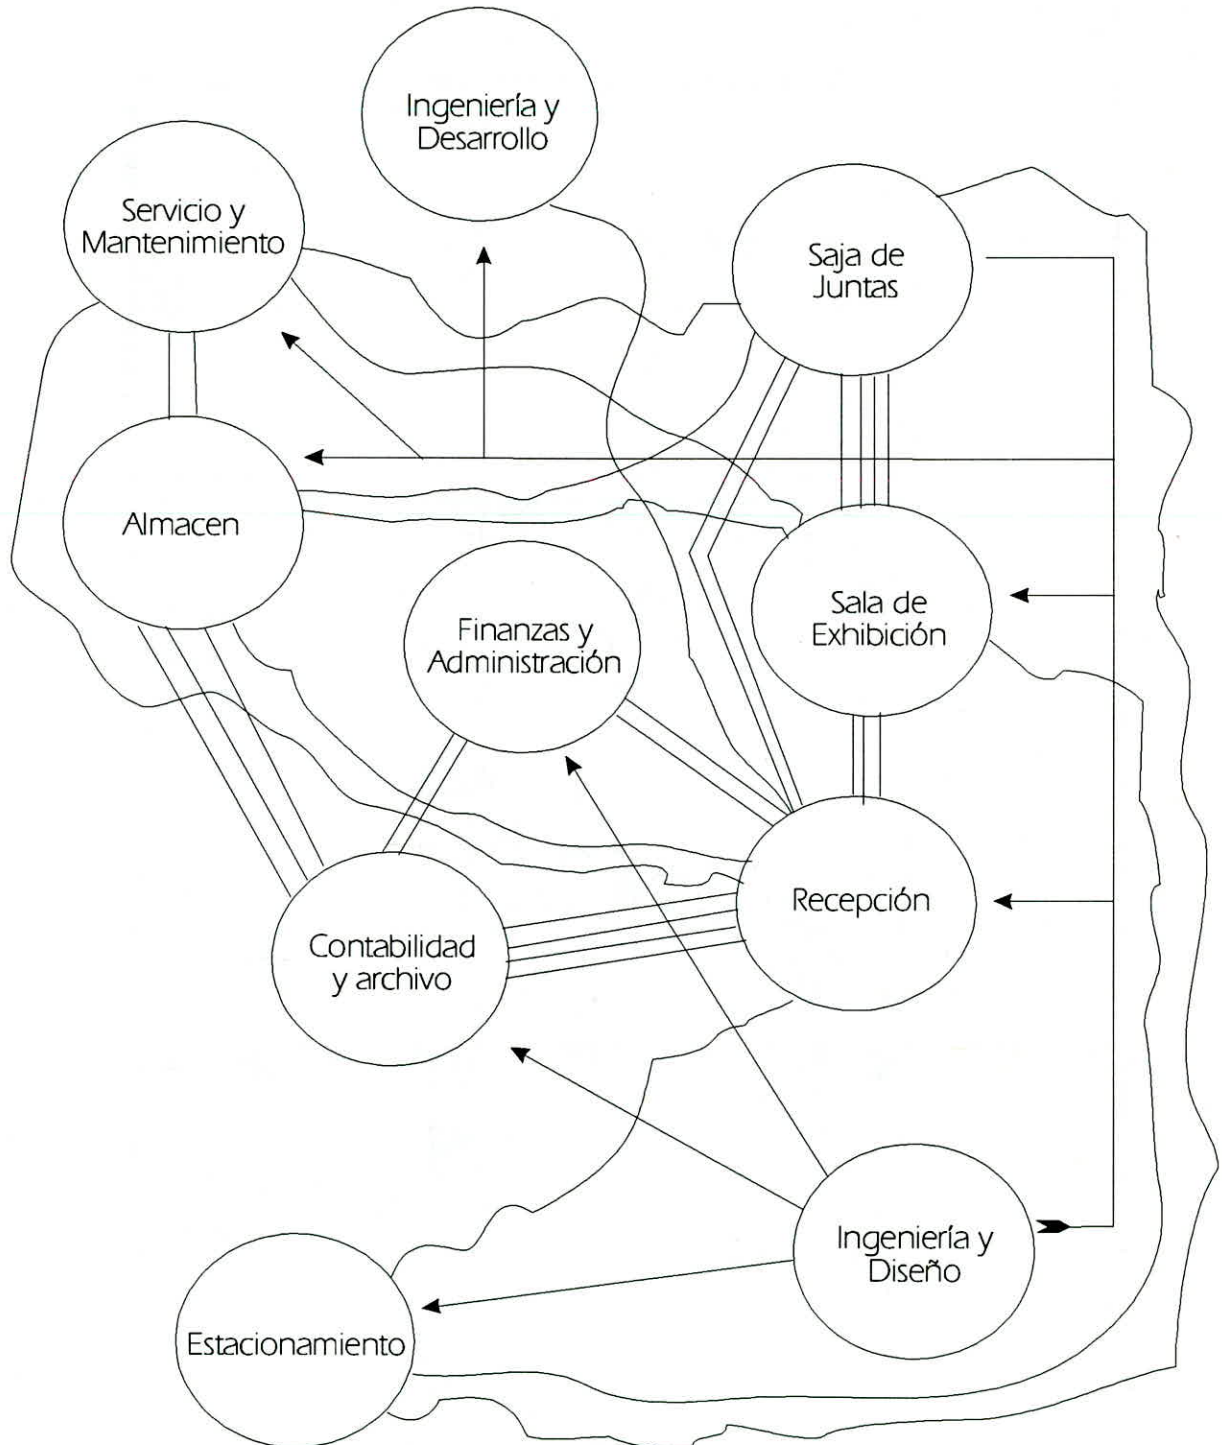 Ingeniería y
Desarrollo
Servicio y
Mantenimiento
Saja de
Juntas
Almacen
Finanzas y
Administración
Sala de
Exhibición
Recepción
Contabilidad
y archivo
Ingeniería y
Diseño
Estacionamiento